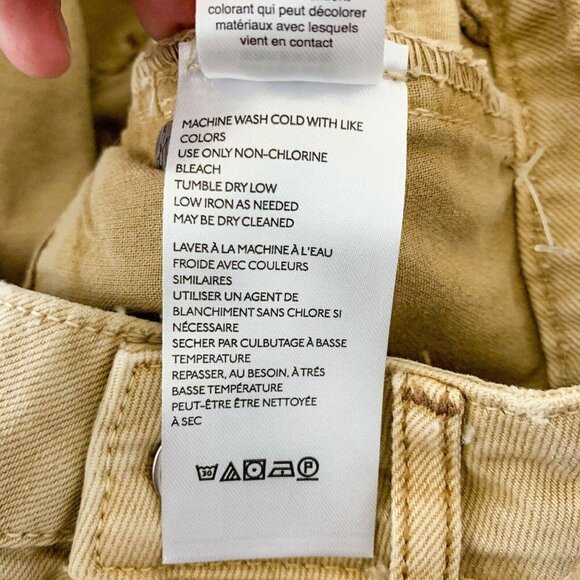 colorant qui peut décolorer
matériaux avec lesquels
vient en contact
MACHINE WASH COLD WITH LIKE
COLORS
USE ONLY NON-CHLORINE
BLEACH
TUMBLE DRY LOW
LOW IRON AS NEEDED
MAY BE DRY CLEANED
LAVER À LA MACHINE À L'EAU
FROIDE AVEC COULEURS
SIMILAIRES
UTILISER UN AGENT DE
BLANCHIMENT SANS CHLORE SI
NÉCESSAIRE
SECHER PAR CULBUTAGE À BASSE
TEMPERATURE
REPASSER, AU BESOIN, À TRÉS
BASSE TEMPÉRATURE
PEUT-ÊTRE ÊTRE NETTOYÉE
À SEC
30 P